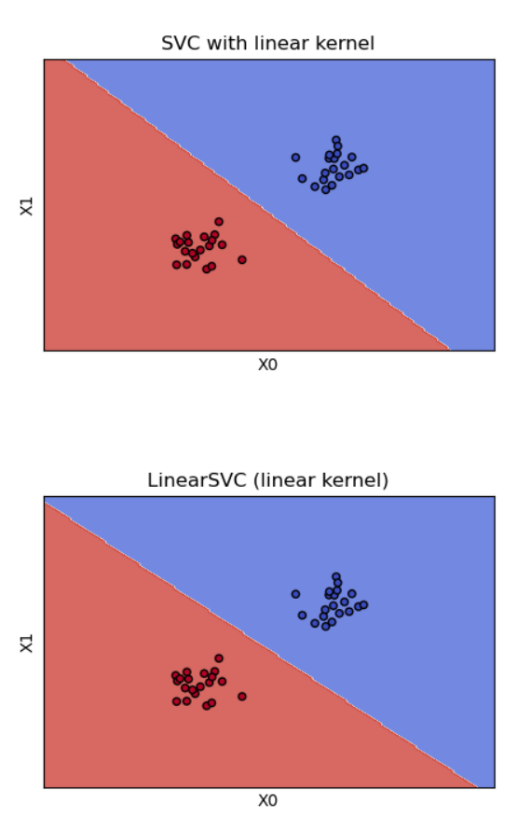 SVC with linear kernel
X1
X0
LinearSVC (linear kernel)
X1
X0